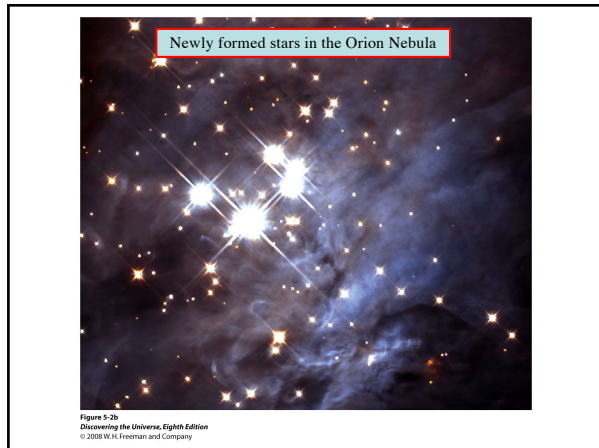 Newly formed stars in the Orion Nebula
Figure 5-2b
Discovering the Universe, Eighth Edition
© 2008 W. H. Freeman and Company